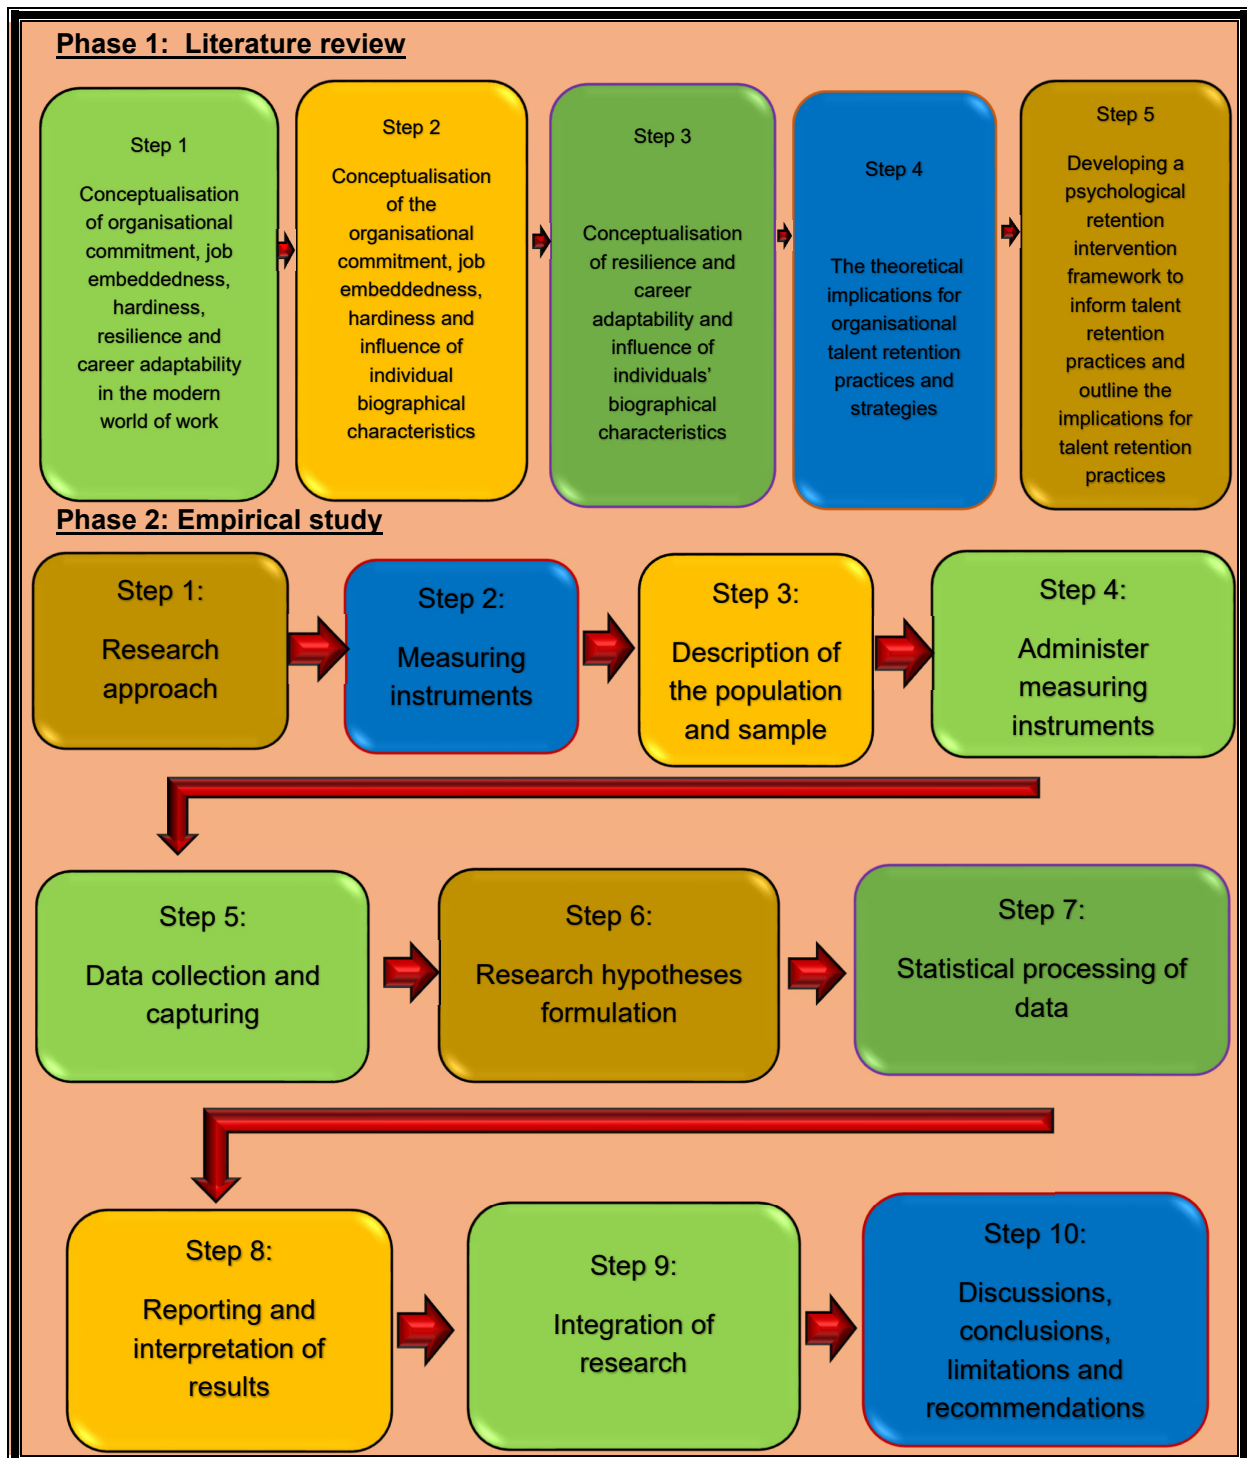 Phase 1:  Literature review
Step 1
Conceptualisation
of organisational
commitment, job
embeddedness,
hardiness,
resilience and
career adaptability
in the modern
world of work
Step 2
Conceptualisation
of the
organisational
commitment, job
embeddedness,
hardiness and
influence of
individual
biographical
characteristics
Step 3
Conceptualisation
of resilience and
career
adaptability and
influence of
individuals’
biographical
characteristics
Step 4
The theoretical
implications for
organisational
talent retention
practices and
strategies
Step 5
Developing a
psychological
retention
intervention
framework to
inform talent
retention
practices and
outline the
implications for
talent retention
practices
Phase 2: Empirical study
Step 1:
Research
approach
Step 2:
Measuring
instruments
Step 3:
Description of
the population
and sample
Step 4:
Administer
measuring
instruments
Step 5:
Data collection and
capturing
Step 6:
Research hypotheses
formulation
Step 7:
Statistical processing of
data
Step 8:
Reporting and
interpretation of
results
Step 9:
Integration of
research
Step 10:
Discussions,
conclusions,
limitations and
recommendations